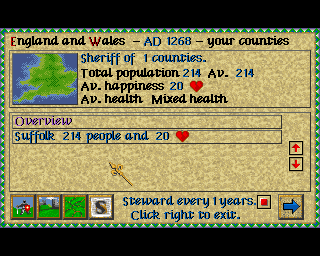 England and Wales - AD 1268 - your counties
Sheriff of 1 counties.
Total population 214 Av. 214
Av. happiness 20
Av. health Mixed health
Overview
Suffolk 214 people and 20
Steward every 1 years.
Click right to exit.
S